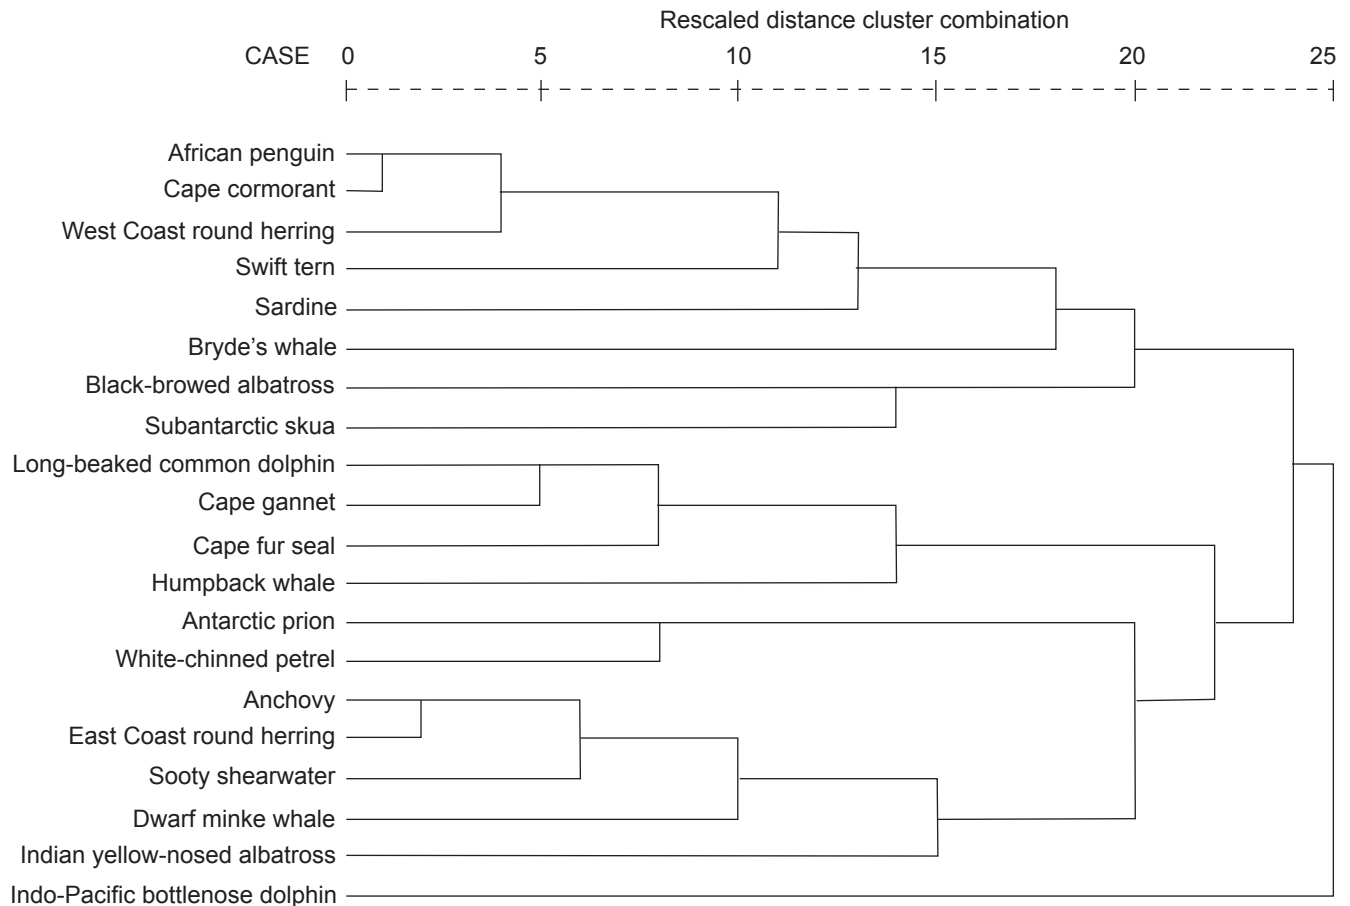 Rescaled distance cluster combination
CASE 0 5 10 15 20 25
African penguin
Cape cormorant
West Coast round herring
Swift tern
Sardine
Bryde’s whale
Black-browed albatross
Subantarctic skua
Long-beaked common dolphin
Cape gannet
Cape fur seal
Humpback whale
Antarctic prion
White-chinned petrel
Anchovy
East Coast round herring
Sooty shearwater
Dwarf minke whale
Indian yellow-nosed albatross
Indo-Pacific bottlenose dolphin